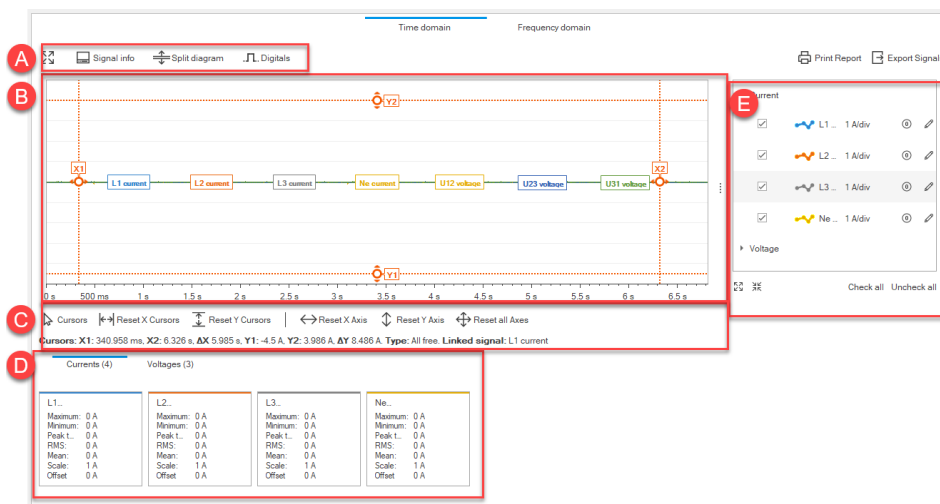 Time domain Frequency domain
A
Signal info Split diagram Digitals
Print Report Export Signal
B
Y2
X1
L1 current L2 current L3 current Ne current U12 voltage U23 voltage U31 voltage
X2
Y1
0 s 500 ms 1 s 1.5 s 2 s 2.5 s 3 s 3.5 s 4 s 4.5 s 5 s 5.5 s 6 s 6.5 s
E
Current
L1 ... 1 A/div
L2 ... 1 A/div
L3 ... 1 A/div
Ne ... 1 A/div
Voltage
Check all Uncheck all
C
Cursors Reset X Cursors Reset Y Cursors Reset X Axis Reset Y Axis Reset all Axes
Cursors: X1: 340.958 ms, X2: 6.326 s, ΔX 5.985 s, Y1: -4.5 A, Y2: 3.986 A, ΔY 8.486 A. Type: All free. Linked signal: L1 current
D
Currents (4) Voltages (3)
L1...
Maximum: 0 A
Minimum: 0 A
Peak t... 0 A
RMS: 0 A
Mean: 0 A
Scale: 1 A
Offset 0 A
L2...
Maximum: 0 A
Minimum: 0 A
Peak t... 0 A
RMS: 0 A
Mean: 0 A
Scale: 1 A
Offset 0 A
L3...
Maximum: 0 A
Minimum: 0 A
Peak t... 0 A
RMS: 0 A
Mean: 0 A
Scale: 1 A
Offset 0 A
Ne...
Maximum: 0 A
Minimum: 0 A
Peak t... 0 A
RMS: 0 A
Mean: 0 A
Scale: 1 A
Offset 0 A